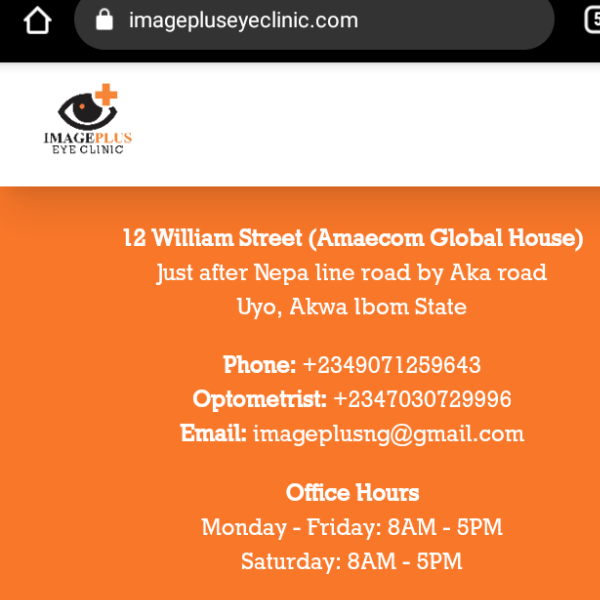 imagepluseyeclinic.com
5
IMAGEPLUS
EYE CLINIC
12 William Street (Amaecom Global House)
Just after Nepa line road by Aka road
Uyo, Akwa Ibom State
Phone: +2349071259643
Optometrist: +2347030729996
Email: imageplusng@gmail.com
Office Hours
Monday - Friday: 8AM - 5PM
Saturday: 8AM - 5PM